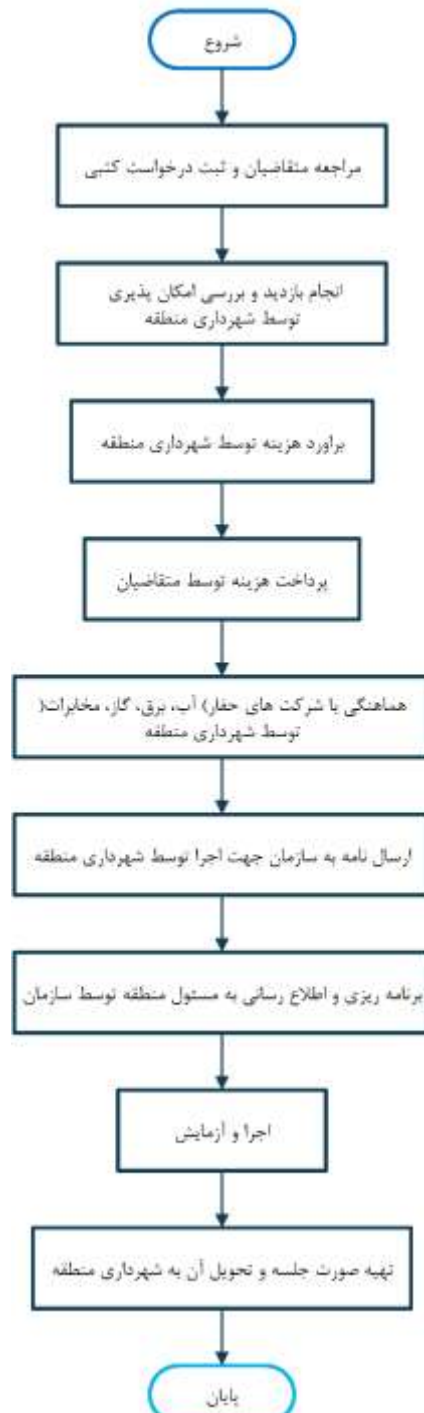 شروع
مراجعه متقاضیان و ثبت درخواست کتبی
انجام بازدید و بررسی امکان پذیری
توسط شهرداری منطقه
براورد هزینه توسط شهرداری منطقه
پرداخت هزینه توسط متقاضیان
هماهنگی با شرکت های حفار) آب، برق، گاز، مخابرات(
توسط شهرداری منطقه
ارسال نامه به سازمان جهت اجرا توسط شهرداری منطقه
برنامه ریزی و اطلاع رسانی به مسئول منطقه توسط سازمان
اجرا و آزمایش
تهیه صورت جلسه و تحویل آن به شهرداری منطقه
پایان